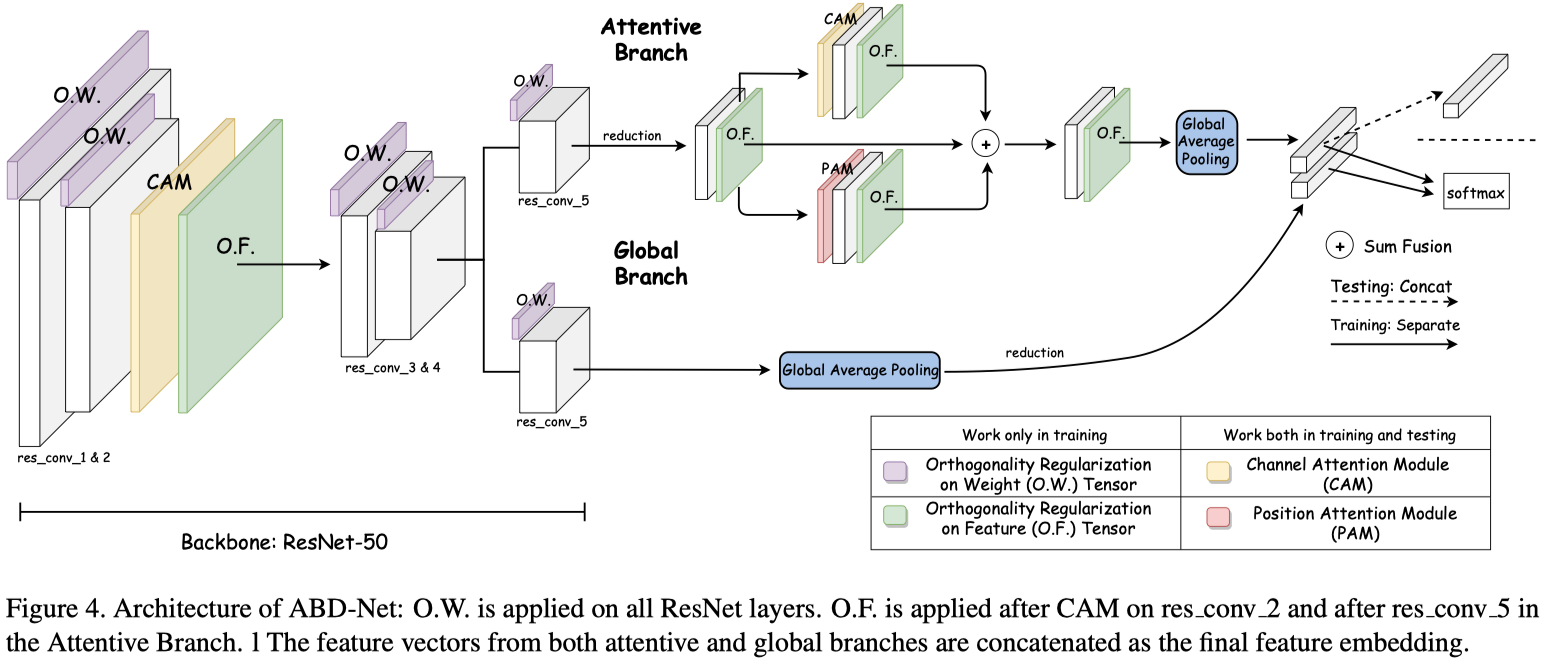 Attentive
Branch
CAM
O.F.
O.W.
O.W.
O.W.
CAM
O.F.
res_conv_1 & 2
O.W.
O.W.
res_conv_3 & 4
O.W.
res_conv_5
reduction
O.F.
PAM
O.F.
+
O.F.
Global
Average
Pooling
softmax
Global
Branch
O.W.
res_conv_5
Global Average Pooling
reduction
+ Sum Fusion
Testing: Concat
Training: Separate
Work only in training
Work both in training and testing
Orthogonality Regularization
on Weight (O.W.) Tensor
Channel Attention Module
(CAM)
Orthogonality Regularization
on Feature (O.F.) Tensor
Position Attention Module
(PAM)
Backbone: ResNet-50
Figure 4. Architecture of ABD-Net: O.W. is applied on all ResNet layers. O.F. is applied after CAM on res_conv_2 and after res_conv_5 in
the Attentive Branch. l The feature vectors from both attentive and global branches are concatenated as the final feature embedding.